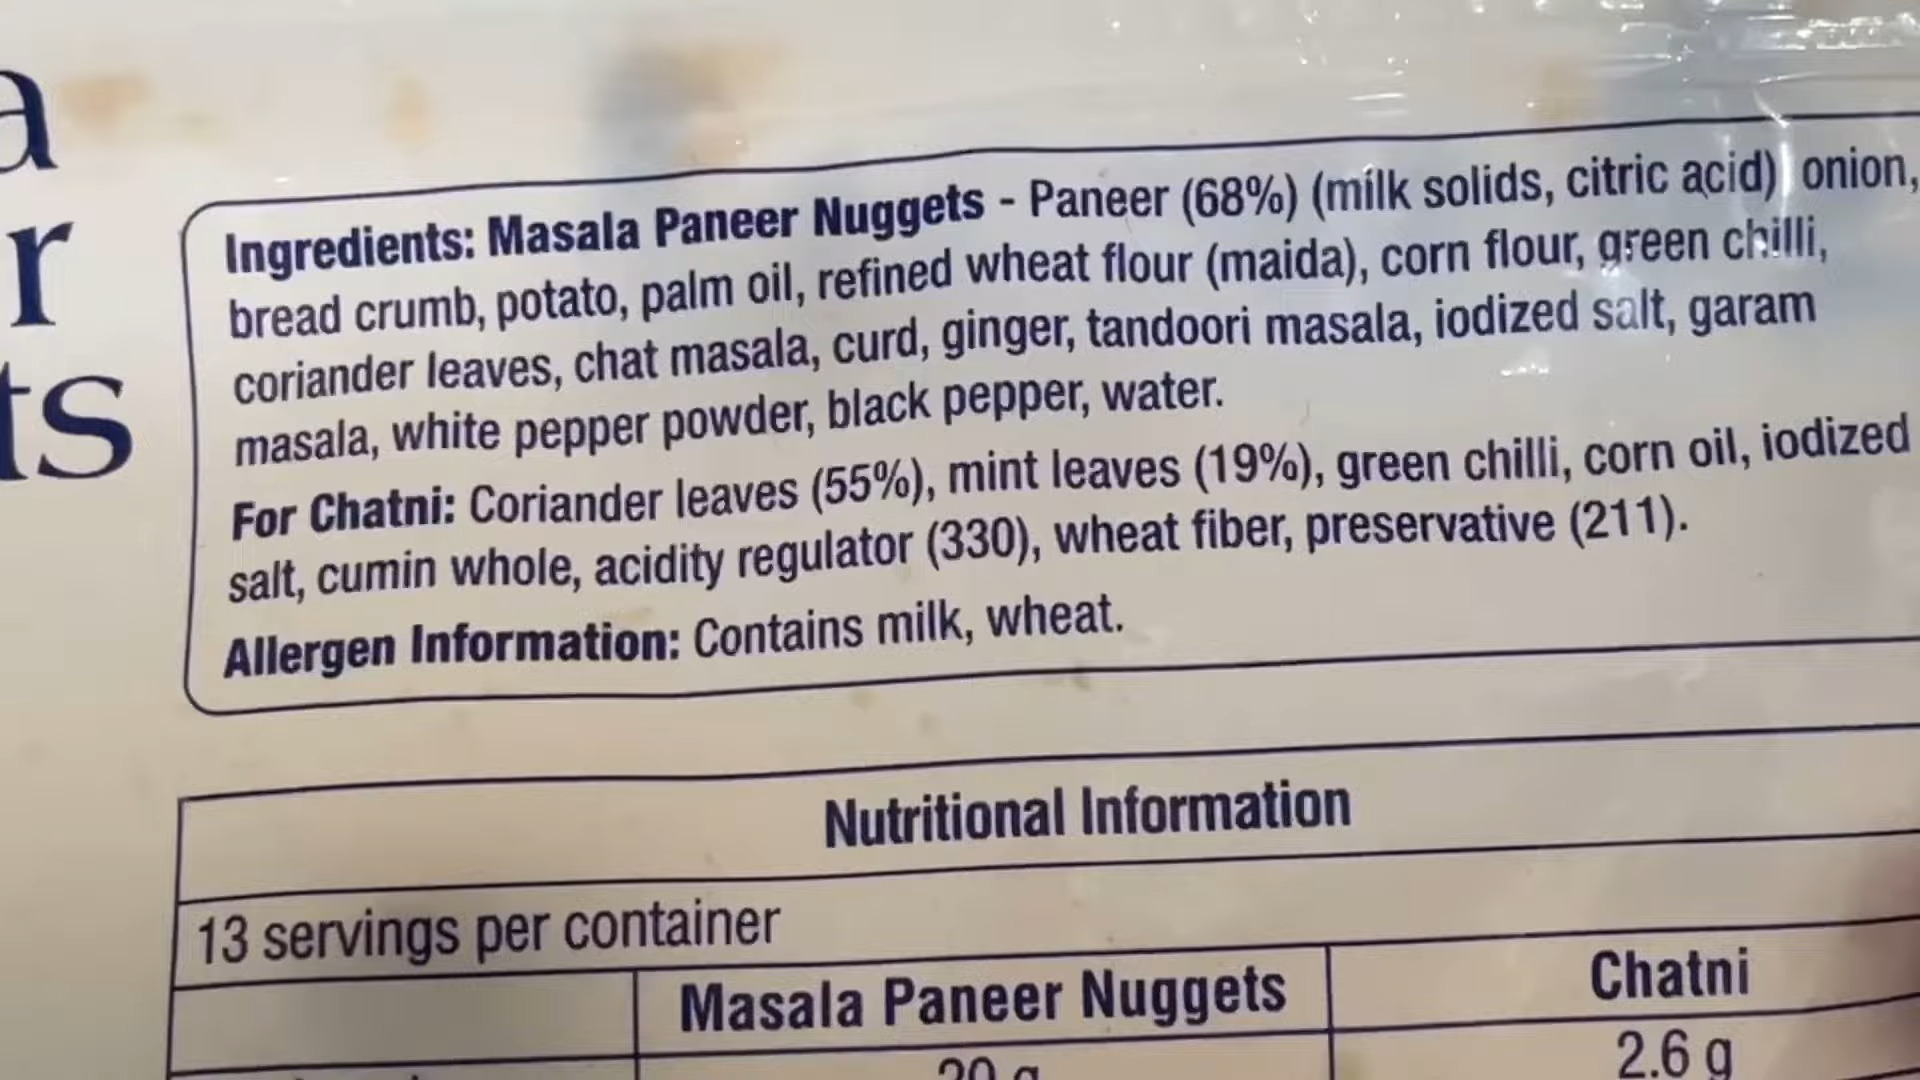 a
r
ts
Ingredients: Masala Paneer Nuggets - Paneer (68%) (milk solids, citric acid) onion,
bread crumb, potato, palm oil, refined wheat flour (maida), corn flour, green chilli,
coriander leaves, chat masala, curd, ginger, tandoori masala, iodized salt, garam
masala, white pepper powder, black pepper, water.
For Chatni: Coriander leaves (55%), mint leaves (19%), green chilli, corn oil, iodized
salt, cumin whole, acidity regulator (330), wheat fiber, preservative (211).
Allergen Information: Contains milk, wheat.
Nutritional Information
13 servings per container
Masala Paneer Nuggets Chatni
20 g 2.6 g